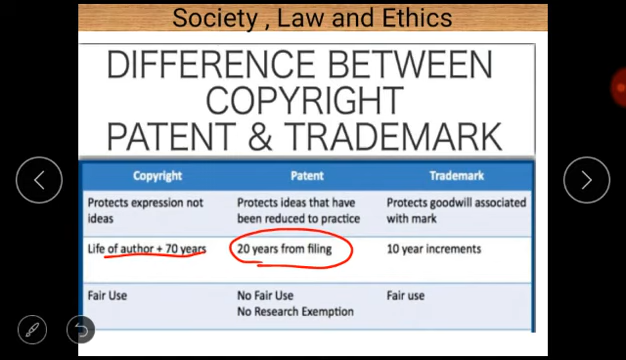 Society , Law and Ethics
DIFFERENCE BETWEEN
COPYRIGHT
PATENT & TRADEMARK
Copyright
Patent
Trademark
Protects expression not
ideas
Protects ideas that have
been reduced to practice
Protects goodwill associated
with mark
Life of author + 70 years
20 years from filing
10 year increments
Fair Use
No Fair Use
No Research Exemption
Fair use